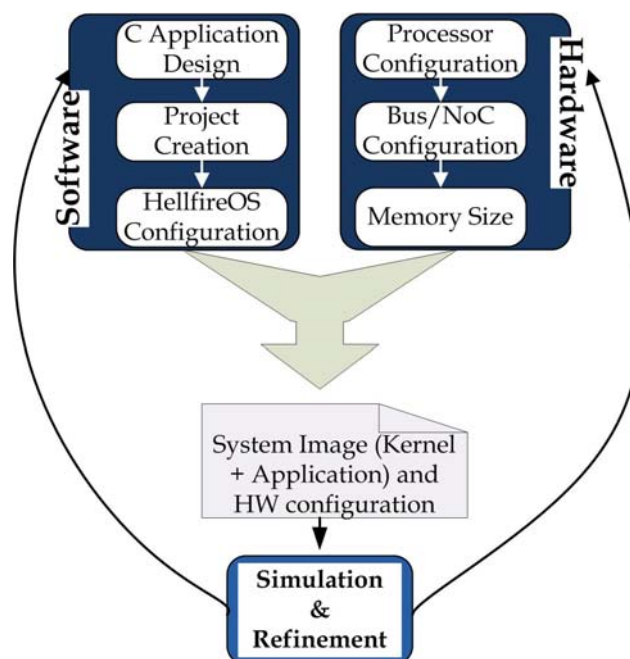 Software
C Application
Design
Project
Creation
HellfireOS
Configuration
Hardware
Processor
Configuration
Bus/NoC
Configuration
Memory Size
System Image (Kernel
+ Application) and
HW configuration
Simulation
&
Refinement